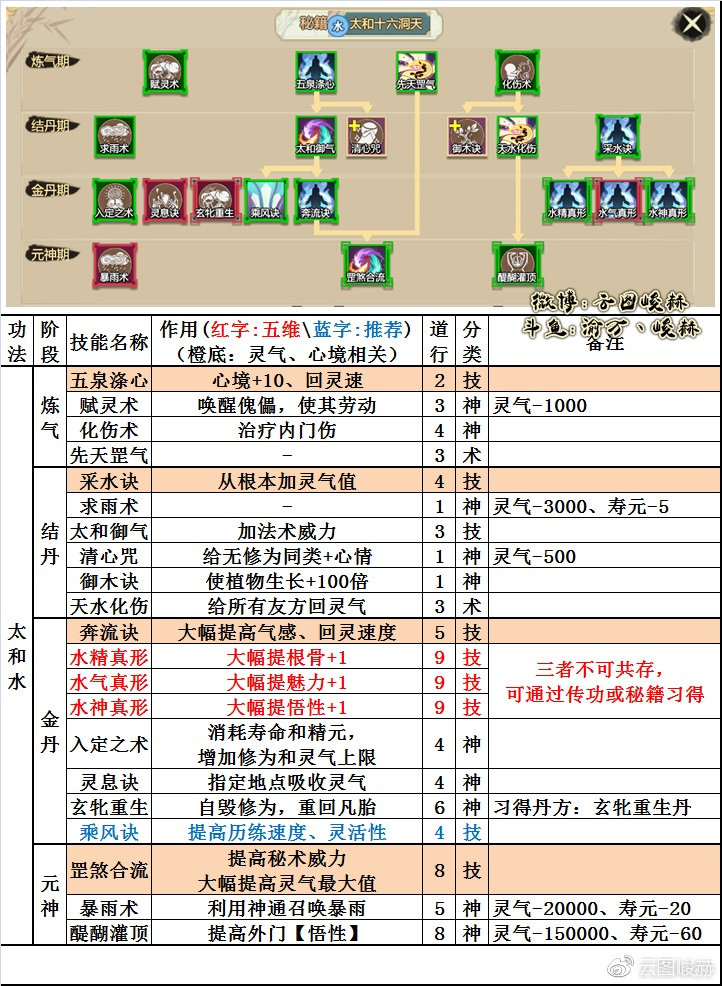 秘籍 水 太和十六洞天
炼气期
赋灵术 五泉涤心 先天罡气 化伤术
结丹期
求雨术 太和御气 清心咒 御木诀 天水化伤 采水诀
金丹期
入定之术 灵息诀 玄牝重生 乘风诀 奔流诀 水精真形 水气真形 水神真形
元神期
暴雨术 罡煞合流 醍醐灌顶
微博:云图峻赫
斗鱼:渝万丶峻赫
功法 阶段 技能名称 作用(红字:五维\蓝字:推荐) (橙底:灵气、心境相关) 道行 分类 备注
太和水
炼气
五泉涤心 心境+10、回灵速 2 技
赋灵术 唤醒傀儡,使其劳动 3 神 灵气-1000
化伤术 治疗内门伤 4 神
先天罡气 - 3 术
结丹
采水诀 从根本加灵气值 4 技
求雨术 - 1 神 灵气-3000、寿元-5
太和御气 加法术威力 3 技
清心咒 给无修为同类+心情 1 神 灵气-500
御木诀 使植物生长+100倍 1 神
天水化伤 给所有友方回灵气 3 术
金丹
奔流诀 大幅提高气感、回灵速度 5 技
水精真形 大幅提根骨+1 9 技
水气真形 大幅提魅力+1 9 技
水神真形 大幅提悟性+1 9 技
三者不可共存,
可通过传功或秘籍习得
入定之术 消耗寿命和精元,
增加修为和灵气上限 4 神
灵息诀 指定地点吸收灵气 4 神
玄牝重生 自毁修为,重回凡胎 6 神 习得丹方:玄牝重生丹
乘风诀 提高历练速度、灵活性 4 技
元神
罡煞合流 提高秘术威力
大幅提高灵气最大值 8 技
暴雨术 利用神通召唤暴雨 5 神 灵气-20000、寿元-20
醍醐灌顶 提高外门【悟性】 8 神 灵气-150000、寿元-60
云图峻赫